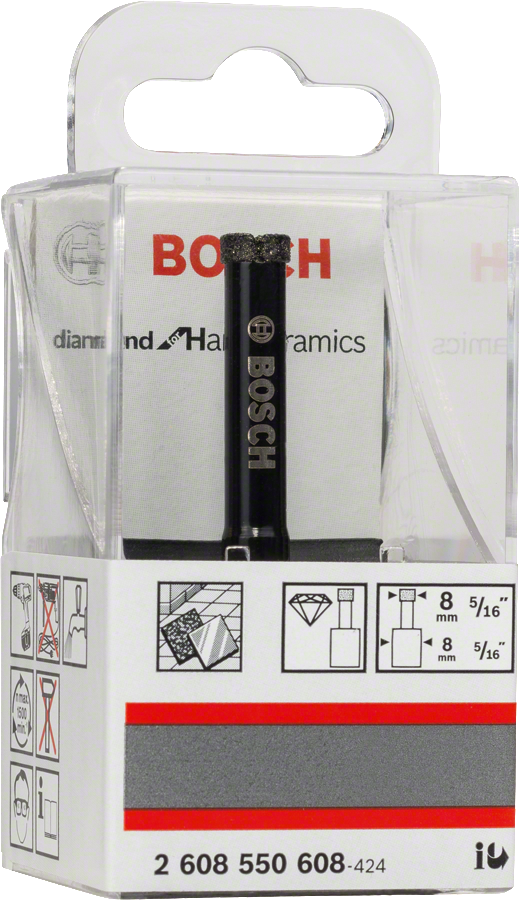 BOSCH
diamond for Hard Ceramics
BOSCH
8 mm 5/16"
8 mm 5/16"
n max. 1500 min.
i
2 608 550 608-424
i